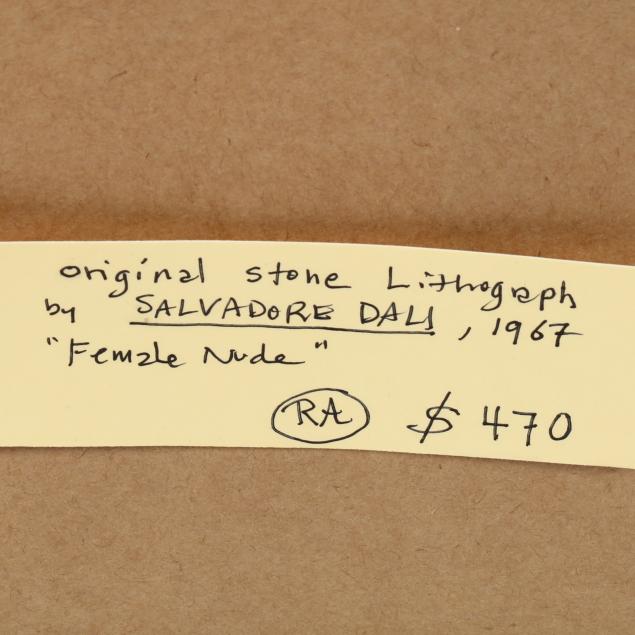 original stone Lithograph
by SALVADORE DALI, 1967
"Female Nude"
RA $470